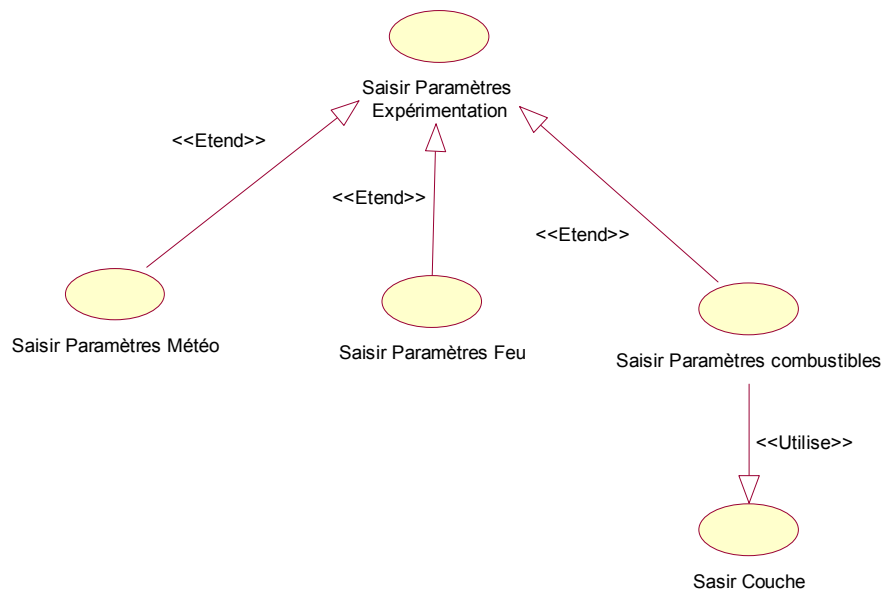 Saisir Paramètres
Expérimentation
<<Etend>>
<<Etend>>
<<Etend>>
Saisir Paramètres Météo
Saisir Paramètres Feu
Saisir Paramètres combustibles
<<Utilise>>
Sasir Couche